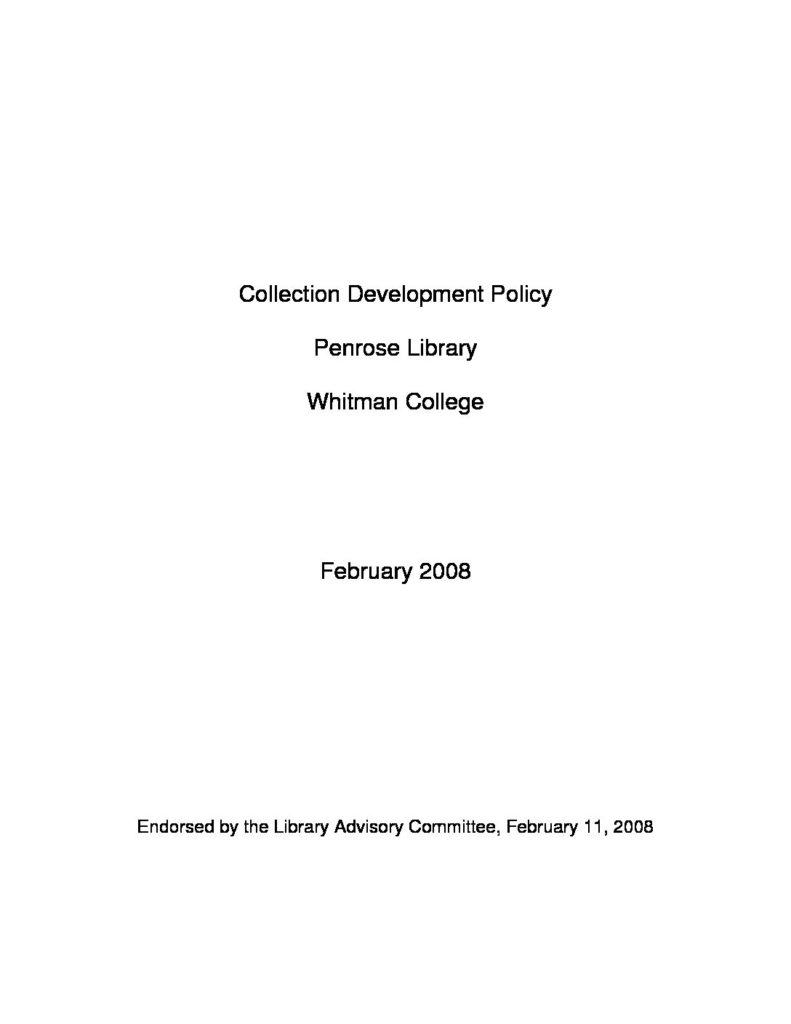 Collection Development Policy
Penrose Library
Whitman College
February 2008
Endorsed by the Library Advisory Committee, February 11, 2008